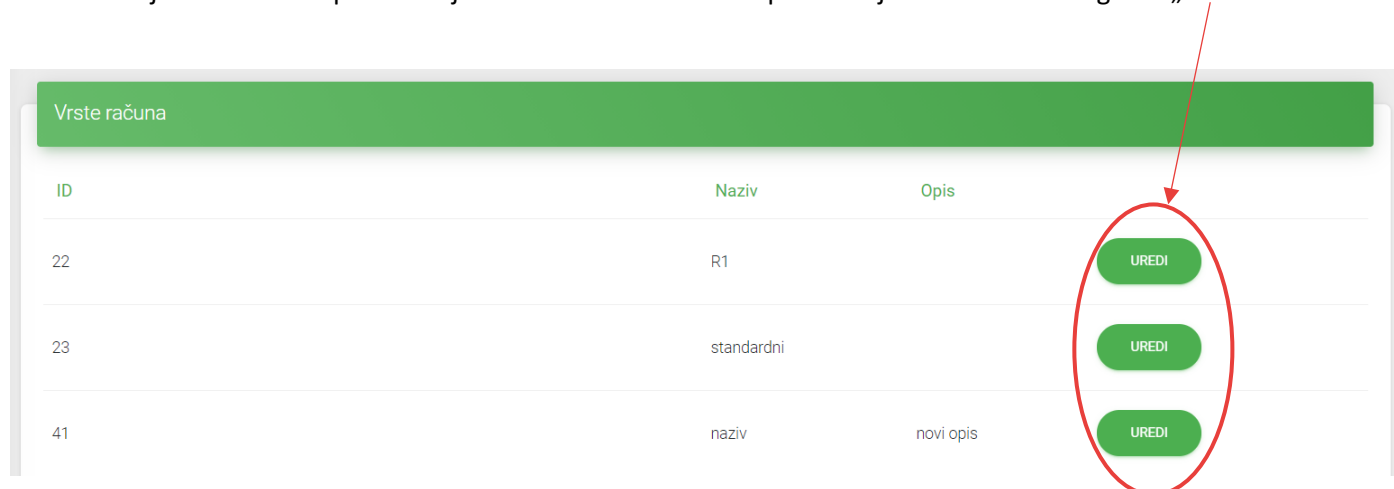 Vrste računa
ID Naziv Opis
22 R1 UREDI
23 standardni UREDI
41 naziv novi opis UREDI